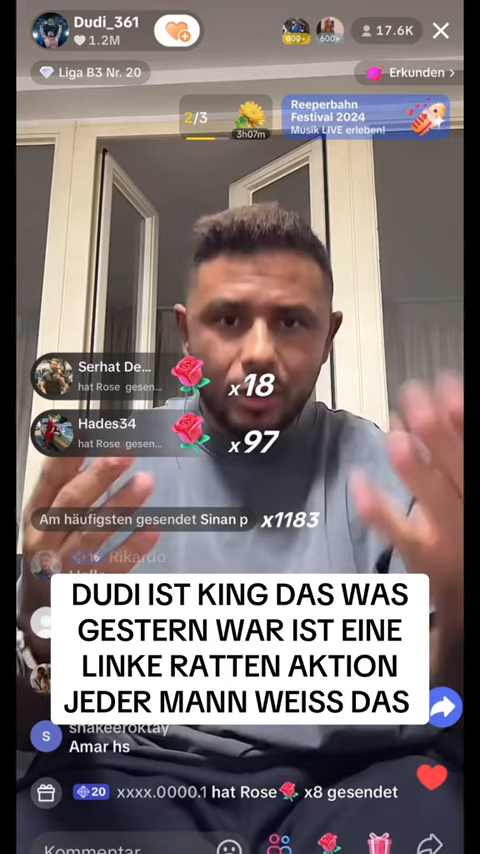 Dudi_361
1.2M
600+
600+
17.6K
Liga B3 Nr. 20
Erkunden >
2/3
3h07m
Reeperbahn
Festival 2024
Musik LIVE erleben!
Serhat De...
hat Rose gesen...
x18
Hades34
hat Rose gesen...
x97
Am häufigsten gesendet Sinan p x1183
16 Rikardo
DUDI IST KING DAS WAS
GESTERN WAR IST EINE
LINKE RATTEN AKTION
JEDER MANN WEISS DAS
S
shakeeroktay
Amar hs
20 xxxx.0000.1 hat Rose x8 gesendet
Kommentar